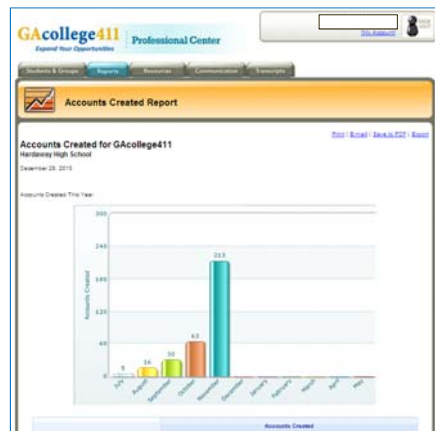 GAcollege411 Professional Center
Expand Your Opportunities
My Account
Students & Groups Reports Resources Communication Transcripts
Accounts Created Report
Print | E-mail | Save to PDF | Export
Accounts Created for GAcollege411
Hardaway High School
December 28, 2010
Accounts Created This Year
Accounts Created
300
240
180
120
60
0
5
16
30
63
213
July
August
September
October
November
December
January
February
March
April
May
Accounts Created